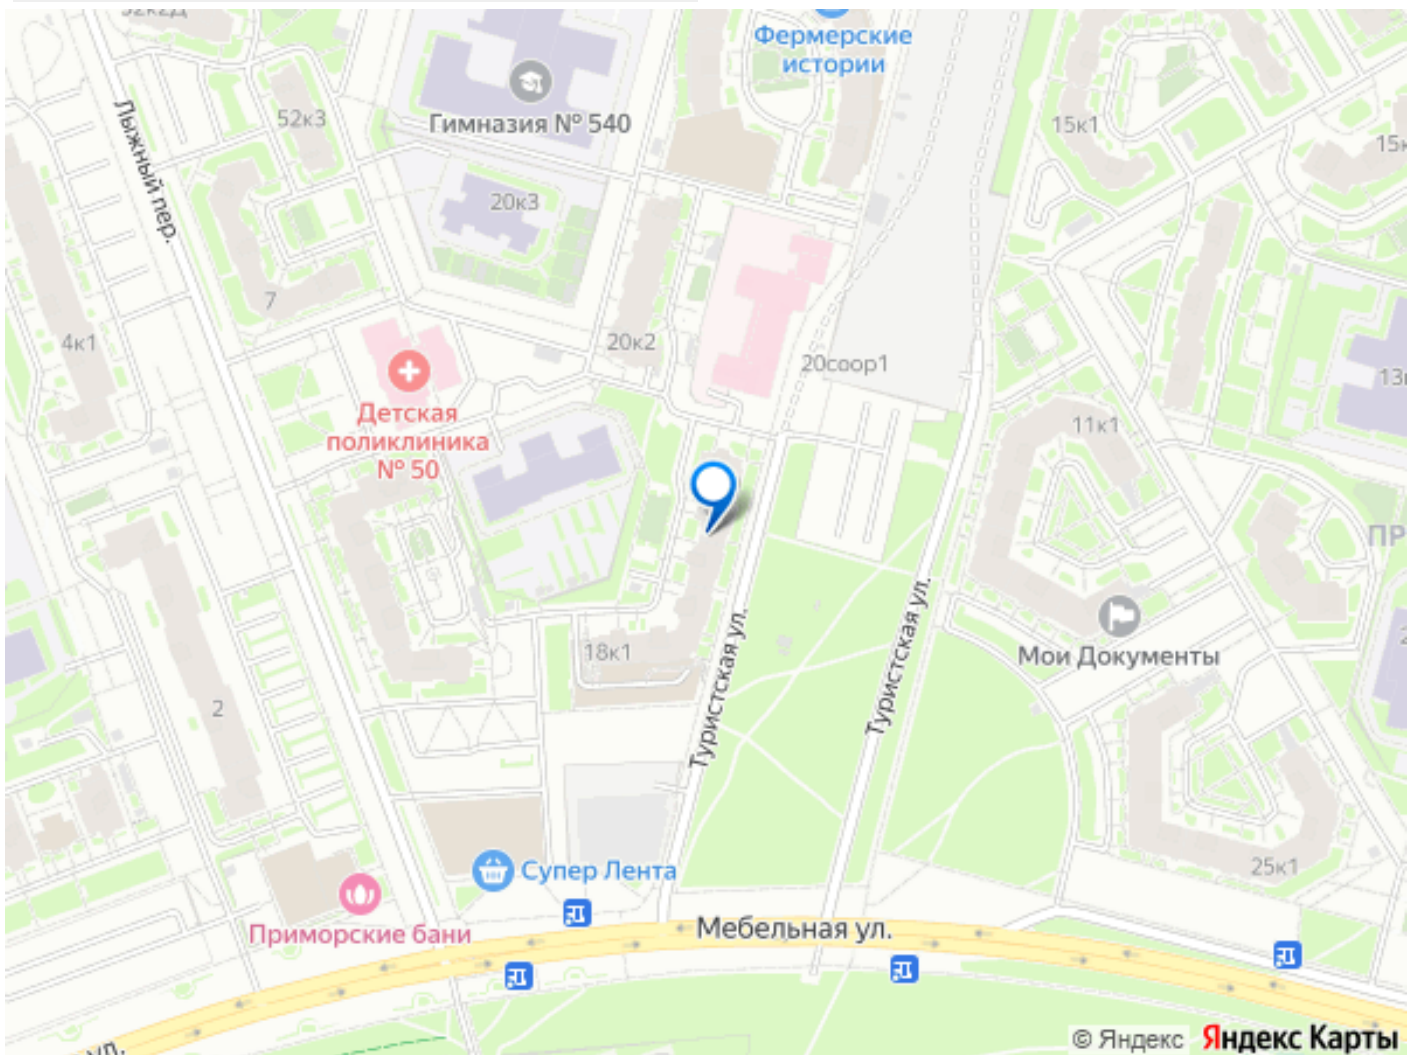 Фермерские
истории
52к3
Гимназия № 540
15к1
Лыжный пер.
20к3
7
4к1
20к2
20соор1
Детская
поликлиника
№ 50
11к1
18к1
Туристская ул.
Туристская ул.
Мои Документы
2
25к1
Супер Лента
Приморские бани
Мебельная ул.
© Яндекс Яндекс Карты